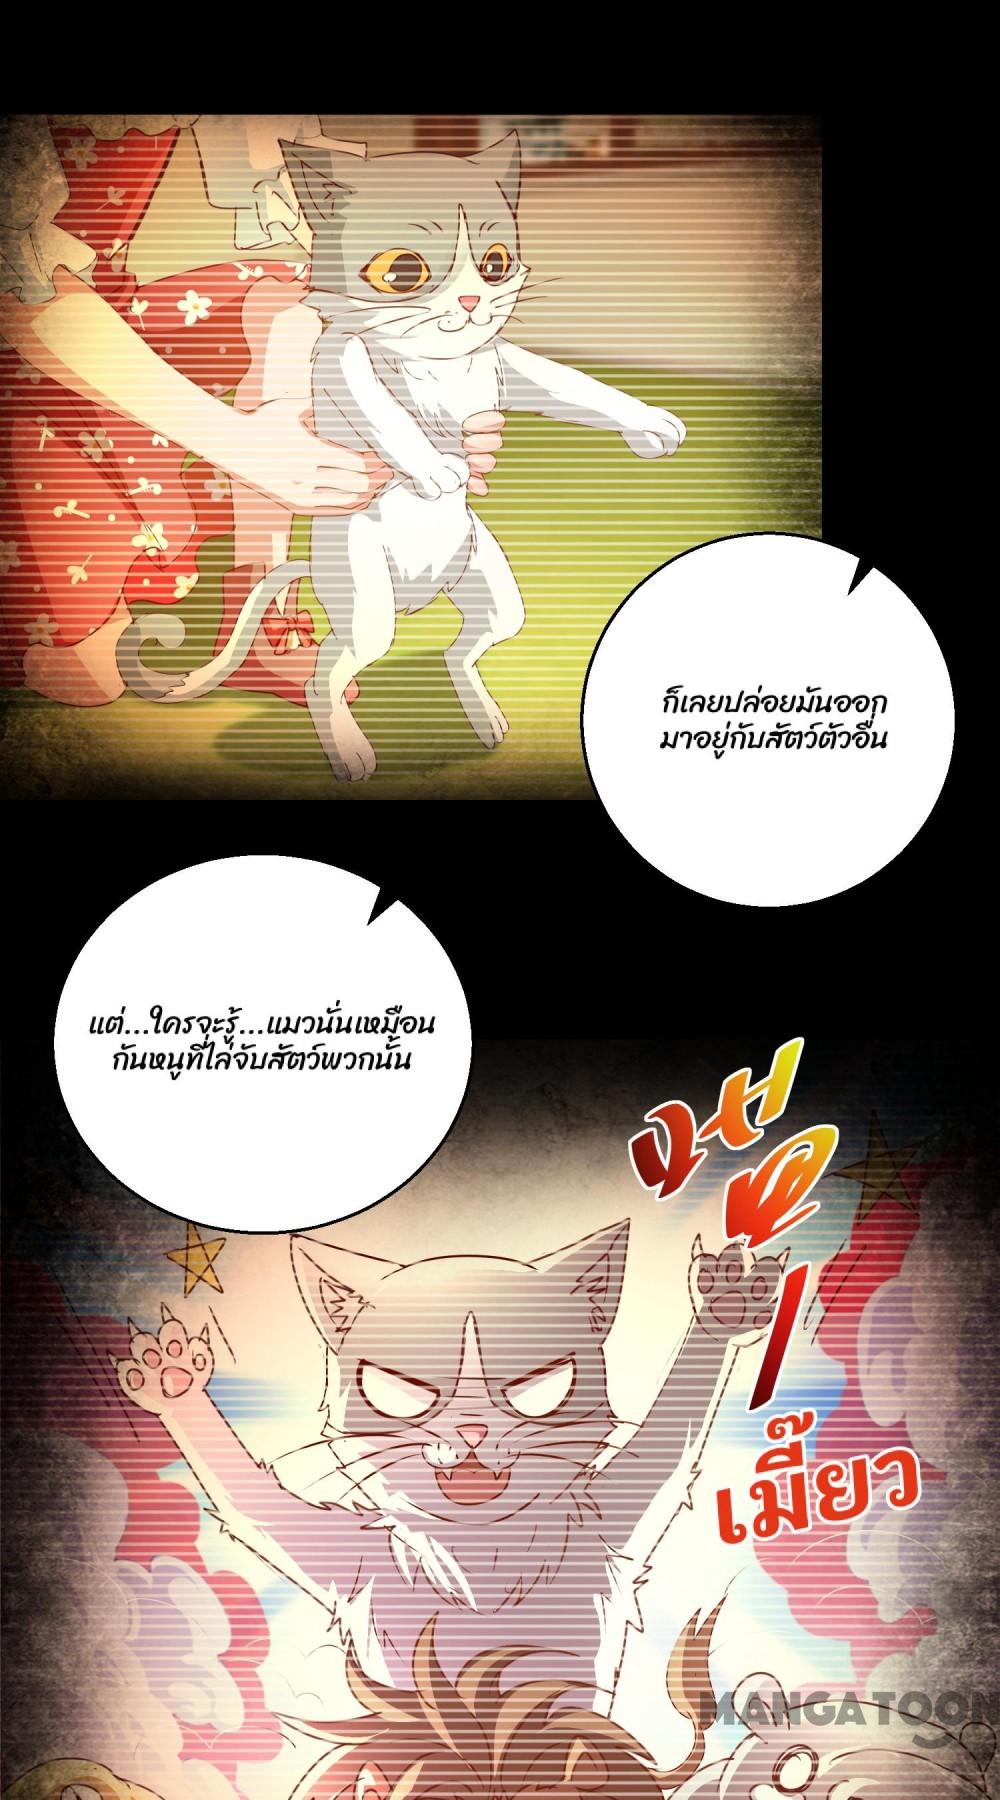 ก็เลยปล่อยมันออก
มาอยู่กับสัตว์ตัวอื่น
แต่...ใครจะรู้...แมวนั่นเหมือน
กันหนูที่ไล่จับสัตว์พวกนั้น
เมี๊ยว
MANGATOON